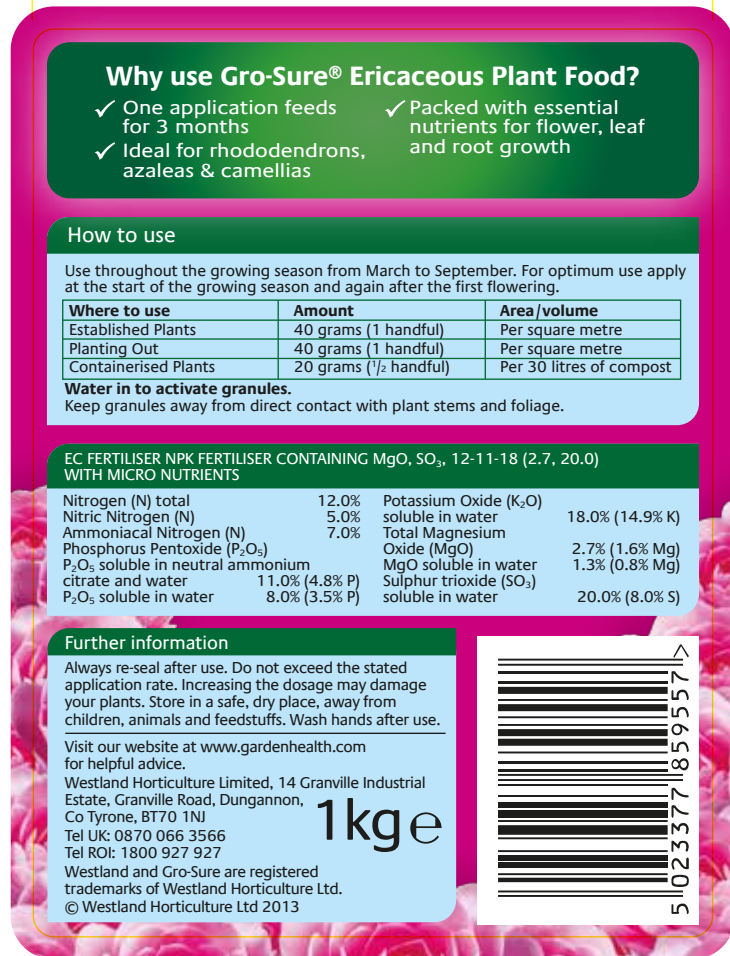 Why use Gro-Sure® Ericaceous Plant Food?
✓ One application feeds
for 3 months
✓ Ideal for rhododendrons,
azaleas & camellias
✓ Packed with essential
nutrients for flower, leaf
and root growth
How to use
Use throughout the growing season from March to September. For optimum use apply
at the start of the growing season and again after the first flowering.
Where to use Amount Area/volume
Established Plants 40 grams (1 handful) Per square metre
Planting Out 40 grams (1 handful) Per square metre
Containerised Plants 20 grams (1/2 handful) Per 30 litres of compost
Water in to activate granules.
Keep granules away from direct contact with plant stems and foliage.
EC FERTILISER NPK FERTILISER CONTAINING MgO, SO₃, 12-11-18 (2.7, 20.0)
WITH MICRO NUTRIENTS
Nitrogen (N) total 12.0%
Nitric Nitrogen (N) 5.0%
Ammoniacal Nitrogen (N) 7.0%
Phosphorus Pentoxide (P₂O₅)
P₂O₅ soluble in neutral ammonium
citrate and water 11.0% (4.8% P)
P₂O₅ soluble in water 8.0% (3.5% P)
Potassium Oxide (K₂O)
soluble in water 18.0% (14.9% K)
Total Magnesium
Oxide (MgO) 2.7% (1.6% Mg)
MgO soluble in water 1.3% (0.8% Mg)
Sulphur trioxide (SO₃)
soluble in water 20.0% (8.0% S)
Further information
Always re-seal after use. Do not exceed the stated
application rate. Increasing the dosage may damage
your plants. Store in a safe, dry place, away from
children, animals and feedstuffs. Wash hands after use.
Visit our website at www.gardenhealth.com
for helpful advice.
Westland Horticulture Limited, 14 Granville Industrial
Estate, Granville Road, Dungannon,
Co Tyrone, BT70 1NJ
Tel UK: 0870 066 3566
Tel ROI: 1800 927 927
Westland and Gro-Sure are registered
trademarks of Westland Horticulture Ltd.
© Westland Horticulture Ltd 2013
1kg e
5 023377 859557 >